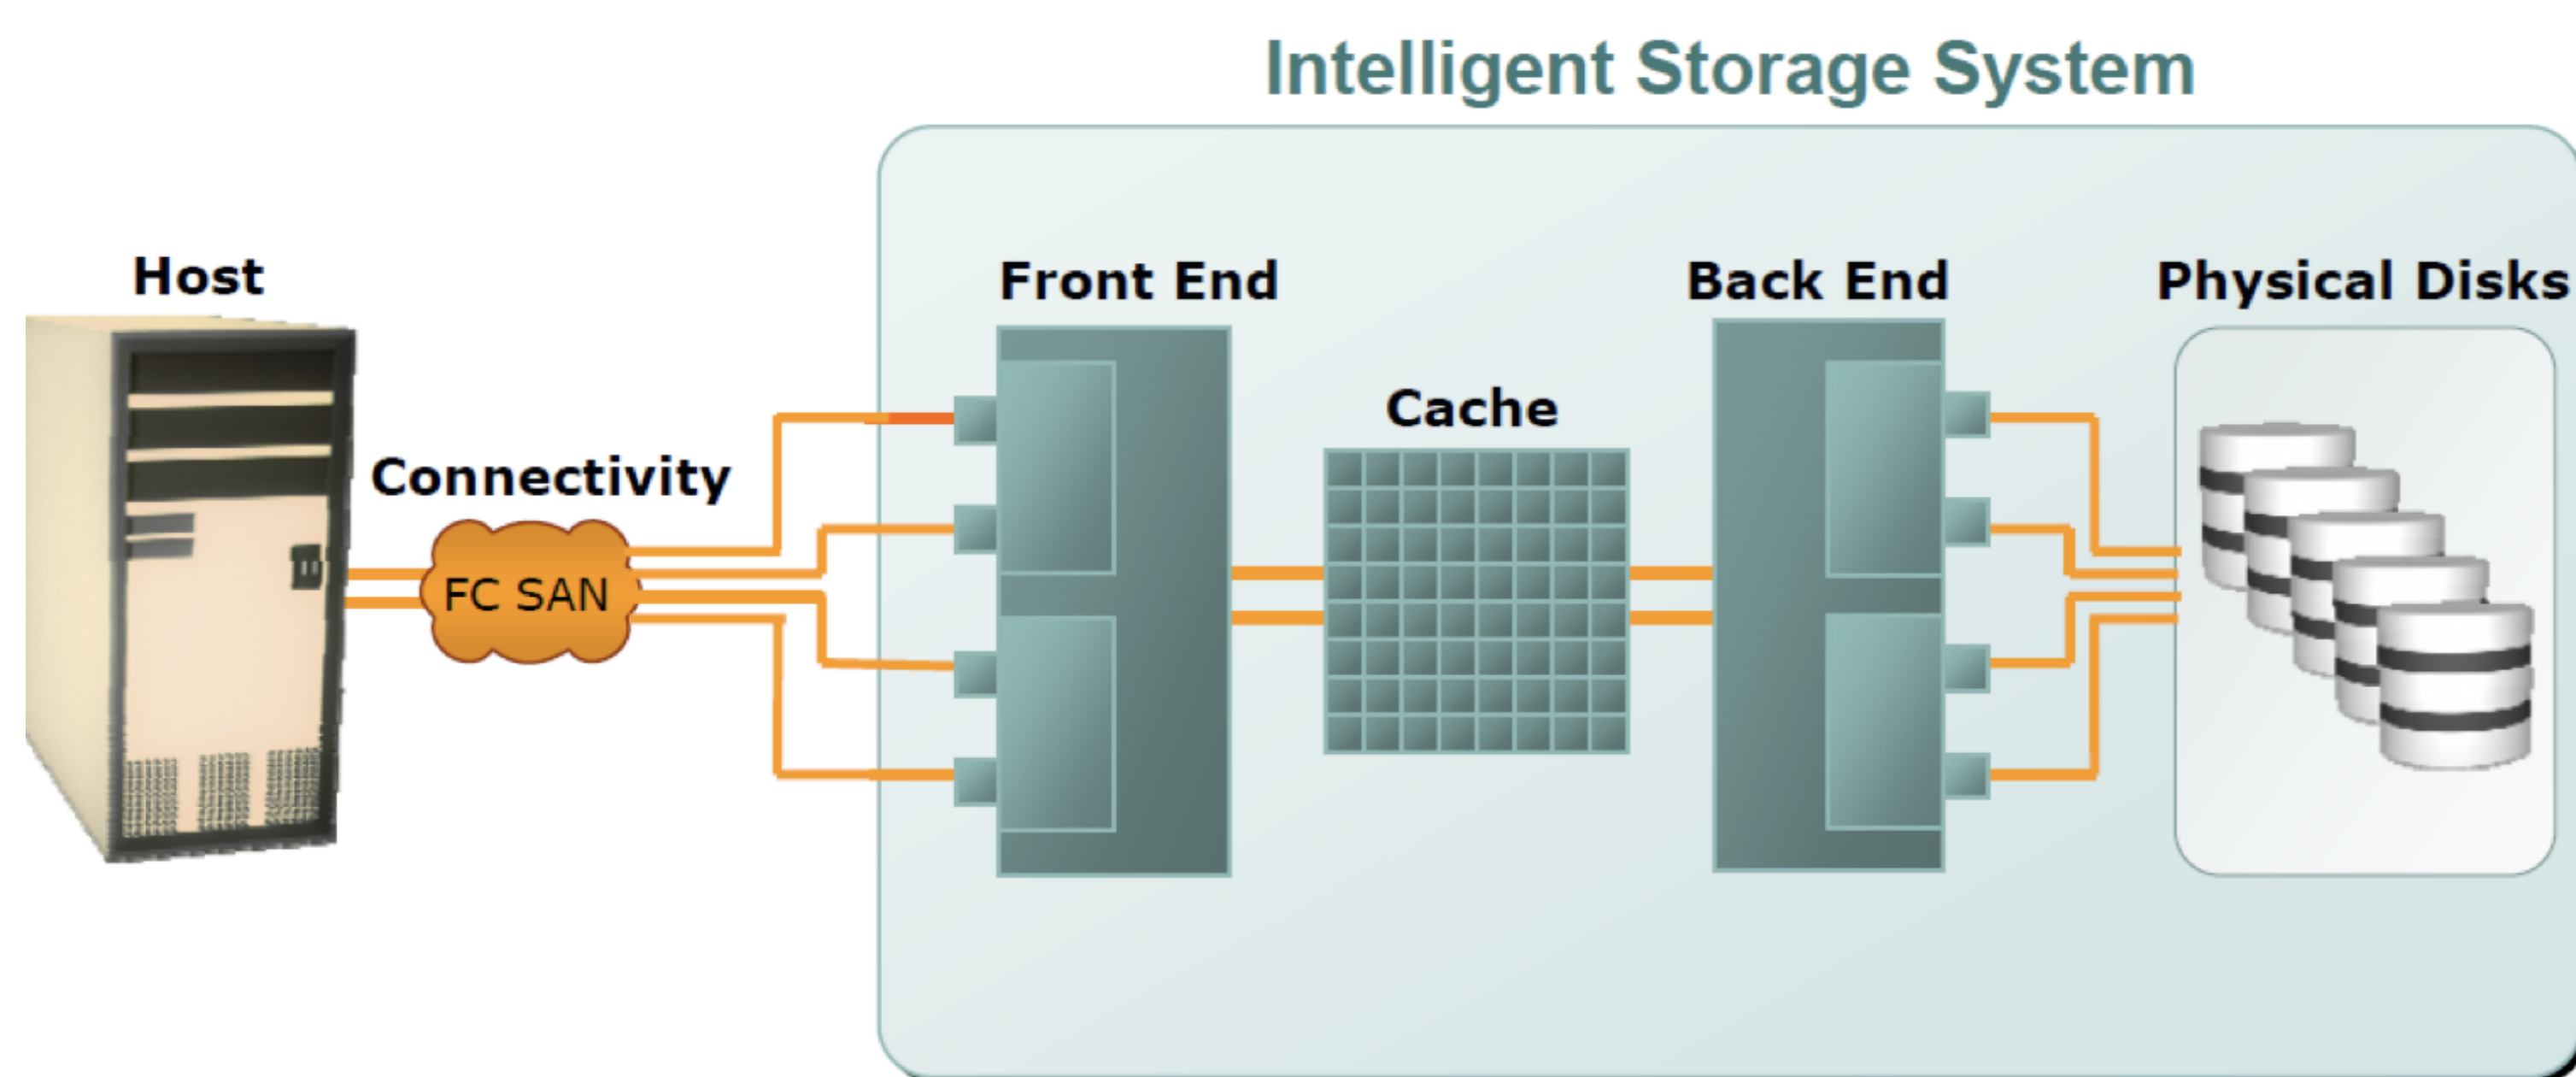 Intelligent Storage System
Host
Front End
Back End
Physical Disks
Cache
Connectivity
FC SAN